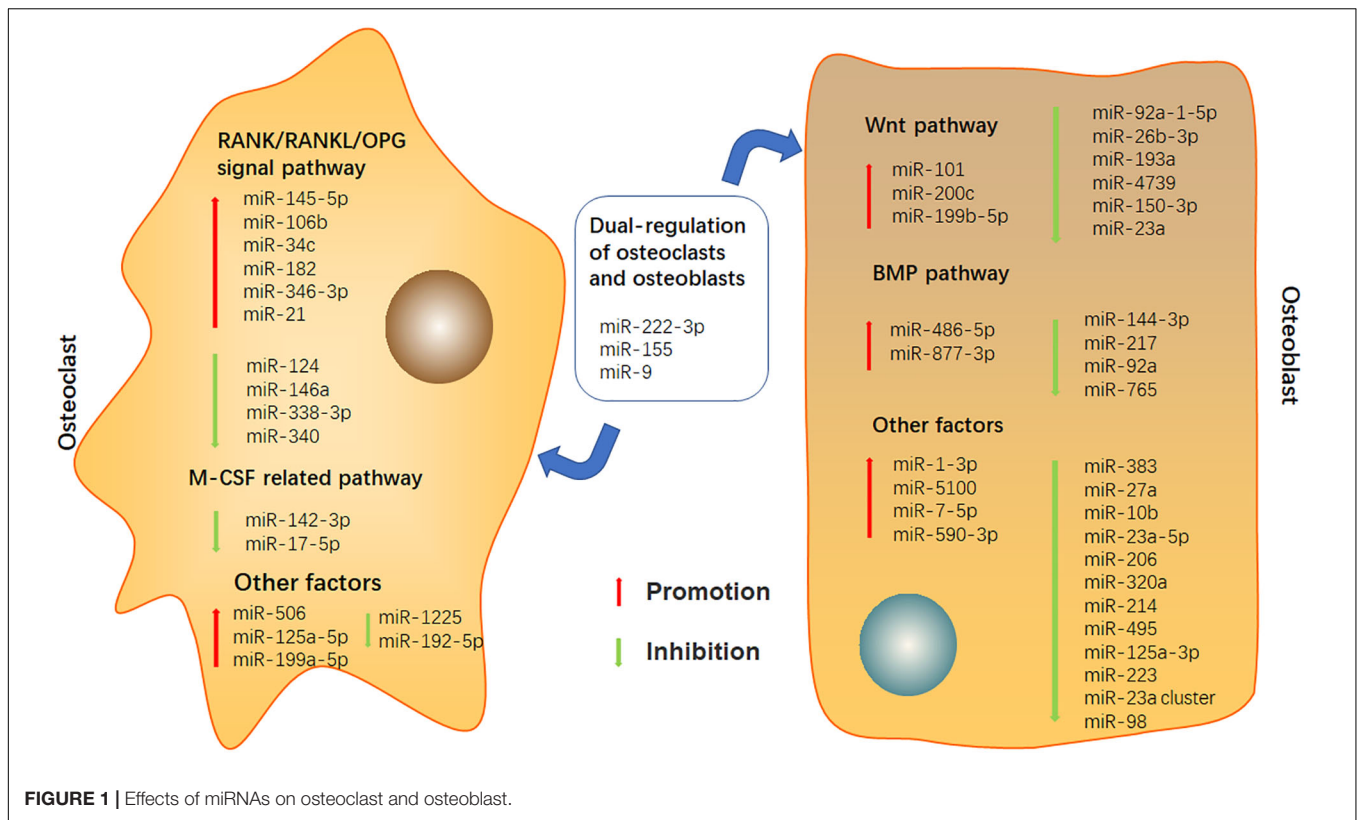 Osteoclast
RANK/RANKL/OPG
signal pathway
miR-145-5p
miR-106b
miR-34c
miR-182
miR-346-3p
miR-21
miR-124
miR-146a
miR-338-3p
miR-340
M-CSF related pathway
miR-142-3p
miR-17-5p
Other factors
miR-506
miR-125a-5p
miR-199a-5p
miR-1225
miR-192-5p
Dual-regulation
of osteoclasts
and osteoblasts
miR-222-3p
miR-155
miR-9
Promotion
Inhibition
Wnt pathway
miR-101
miR-200c
miR-199b-5p
miR-92a-1-5p
miR-26b-3p
miR-193a
miR-4739
miR-150-3p
miR-23a
BMP pathway
miR-486-5p
miR-877-3p
miR-144-3p
miR-217
miR-92a
miR-765
Other factors
miR-1-3p
miR-5100
miR-7-5p
miR-590-3p
miR-383
miR-27a
miR-10b
miR-23a-5p
miR-206
miR-320a
miR-214
miR-495
miR-125a-3p
miR-223
miR-23a cluster
miR-98
Osteoblast
FIGURE 1 | Effects of miRNAs on osteoclast and osteoblast.